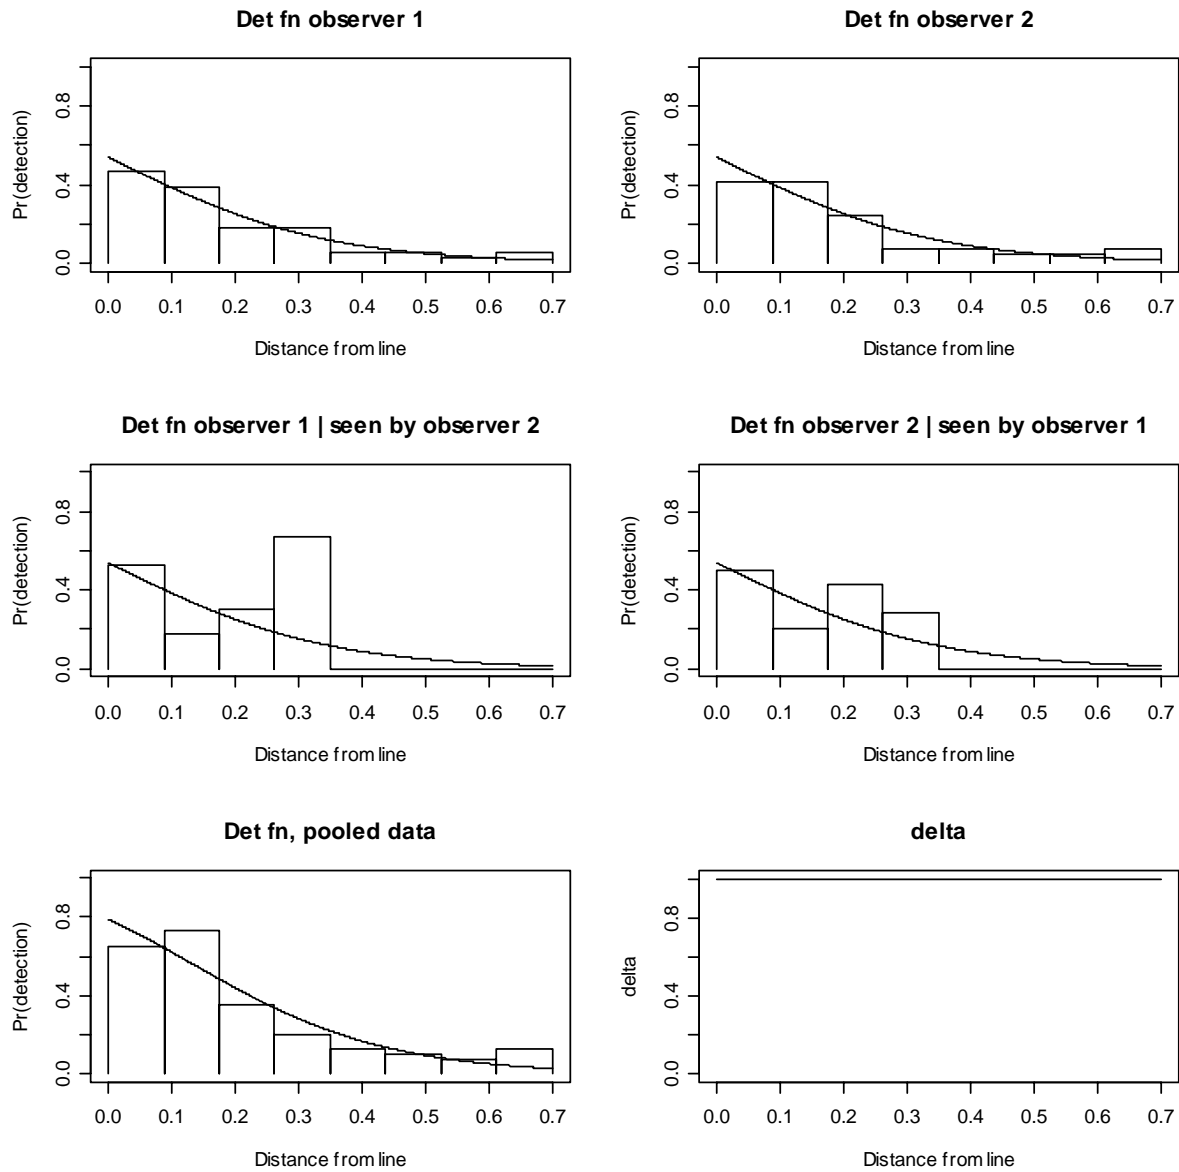 Det fn observer 1
Pr(detection)
0.0 0.4 0.8
0.0 0.1 0.2 0.3 0.4 0.5 0.6 0.7
Distance from line
Det fn observer 2
Pr(detection)
0.0 0.4 0.8
0.0 0.1 0.2 0.3 0.4 0.5 0.6 0.7
Distance from line
Det fn observer 1 | seen by observer 2
Pr(detection)
0.0 0.4 0.8
0.0 0.1 0.2 0.3 0.4 0.5 0.6 0.7
Distance from line
Det fn observer 2 | seen by observer 1
Pr(detection)
0.0 0.4 0.8
0.0 0.1 0.2 0.3 0.4 0.5 0.6 0.7
Distance from line
Det fn, pooled data
Pr(detection)
0.0 0.4 0.8
0.0 0.1 0.2 0.3 0.4 0.5 0.6 0.7
Distance from line
delta
delta
0.0 0.4 0.8
0.0 0.1 0.2 0.3 0.4 0.5 0.6 0.7
Distance from line